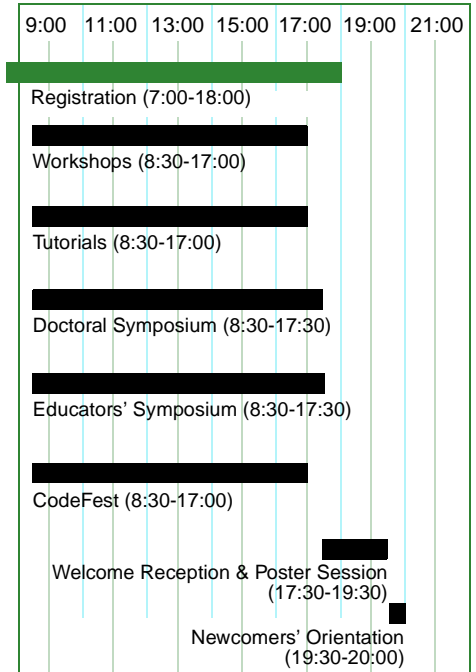 9:00 11:00 13:00 15:00 17:00 19:00 21:00
Registration (7:00-18:00)
Workshops (8:30-17:00)
Tutorials (8:30-17:00)
Doctoral Symposium (8:30-17:30)
Educators’ Symposium (8:30-17:30)
CodeFest (8:30-17:00)
Welcome Reception & Poster Session
(17:30-19:30)
Newcomers’ Orientation
(19:30-20:00)